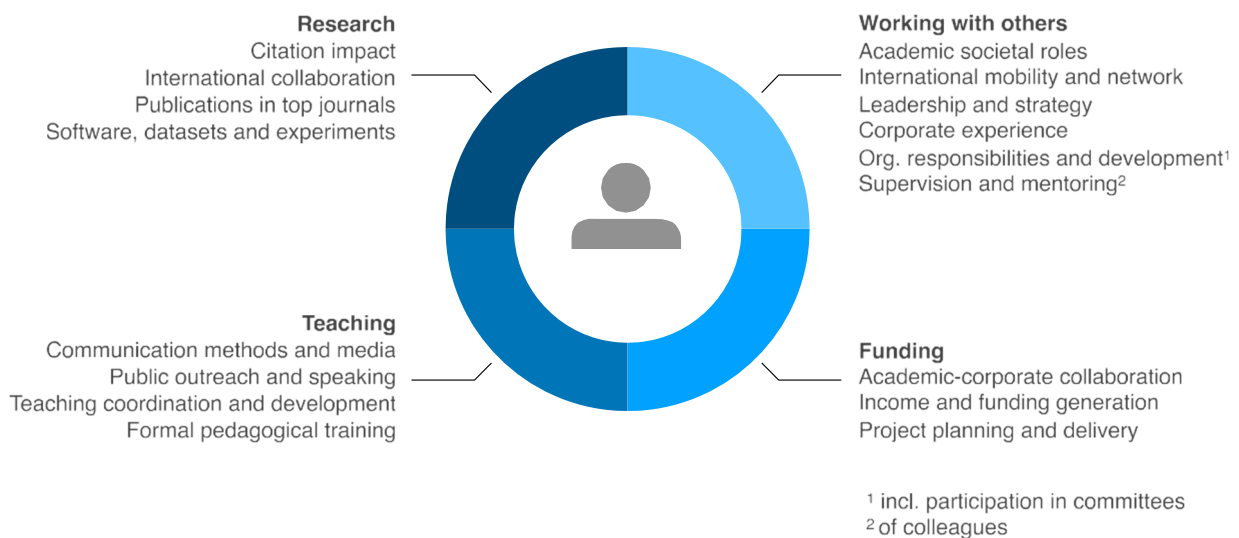 Research
Citation impact
International collaboration
Publications in top journals
Software, datasets and experiments
Working with others
Academic societal roles
International mobility and network
Leadership and strategy
Corporate experience
Org. responsibilities and development¹
Supervision and mentoring²
Teaching
Communication methods and media
Public outreach and speaking
Teaching coordination and development
Formal pedagogical training
Funding
Academic-corporate collaboration
Income and funding generation
Project planning and delivery
¹ incl. participation in committees
² of colleagues